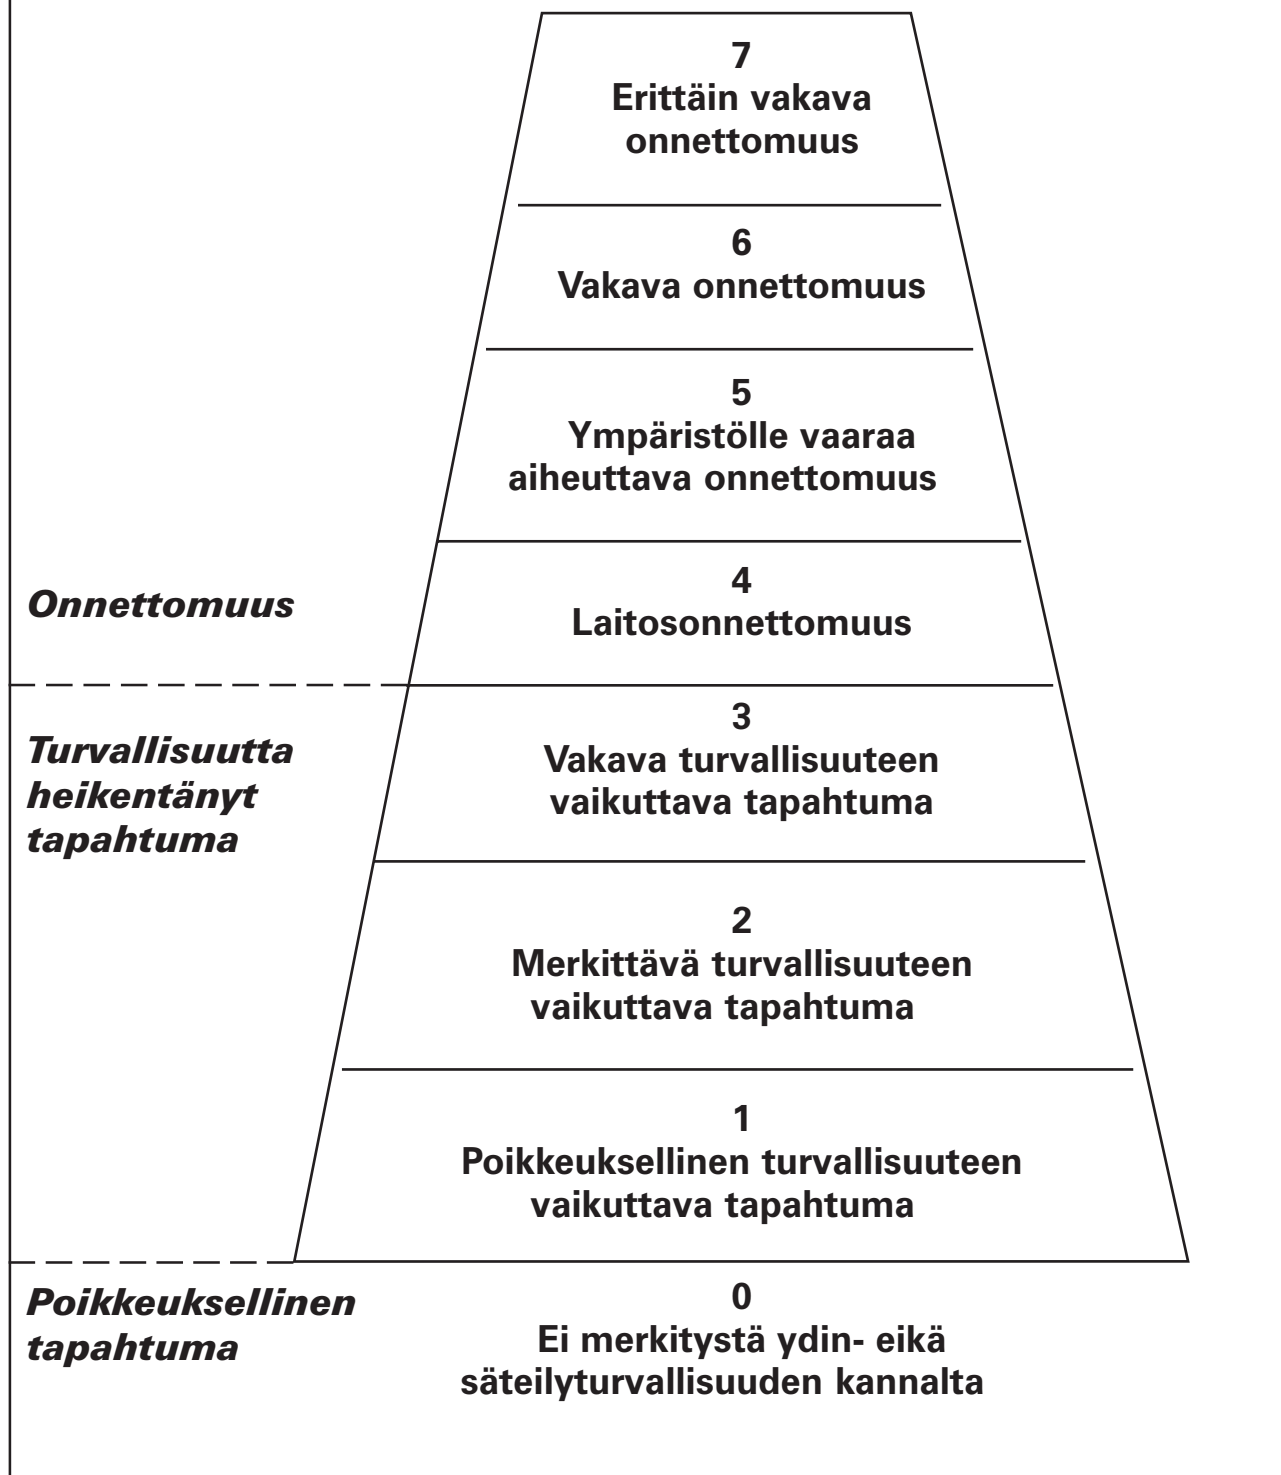 7
Erittäin vakava
onnettomuus
6
Vakava onnettomuus
5
Ympäristölle vaaraa
aiheuttava onnettomuus
Onnettomuus
4
Laitosonnettomuus
Turvallisuutta
heikentänyt
tapahtuma
3
Vakava turvallisuuteen
vaikuttava tapahtuma
2
Merkittävä turvallisuuteen
vaikuttava tapahtuma
1
Poikkeuksellinen turvallisuuteen
vaikuttava tapahtuma
Poikkeuksellinen
tapahtuma
0
Ei merkitystä ydin- eikä
säteilyturvallisuuden kannalta